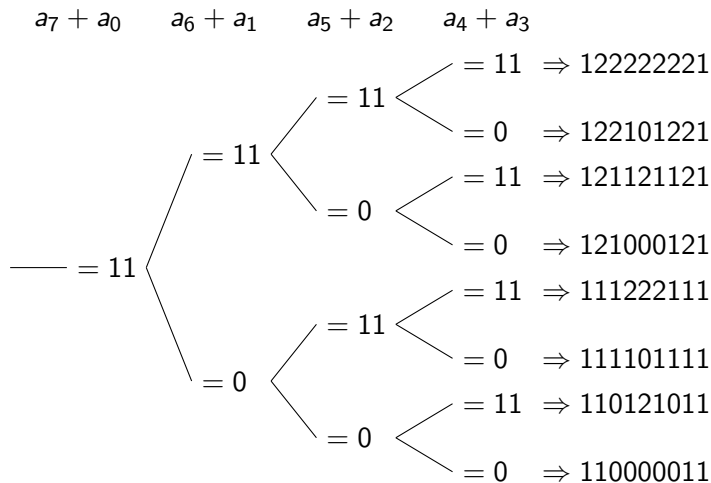 a₇ + a₀ a₆ + a₁ a₅ + a₂ a₄ + a₃
= 11 ⇒ 122222221
= 11
= 0 ⇒ 122101221
= 11
= 11 ⇒ 121121121
= 0
= 0 ⇒ 121000121
= 11
= 11 ⇒ 111222111
= 11
= 0 ⇒ 111101111
= 0
= 11 ⇒ 110121011
= 0
= 0 ⇒ 110000011